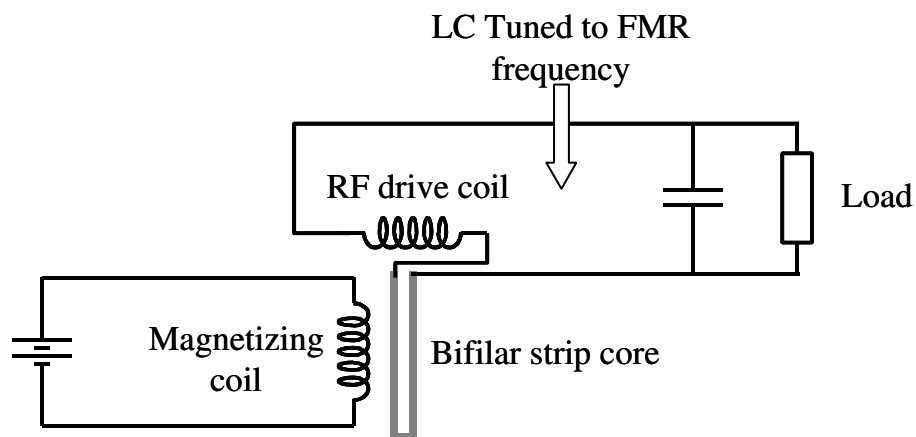 LC Tuned to FMR
frequency
RF drive coil
Load
Magnetizing
coil
Bifilar strip core